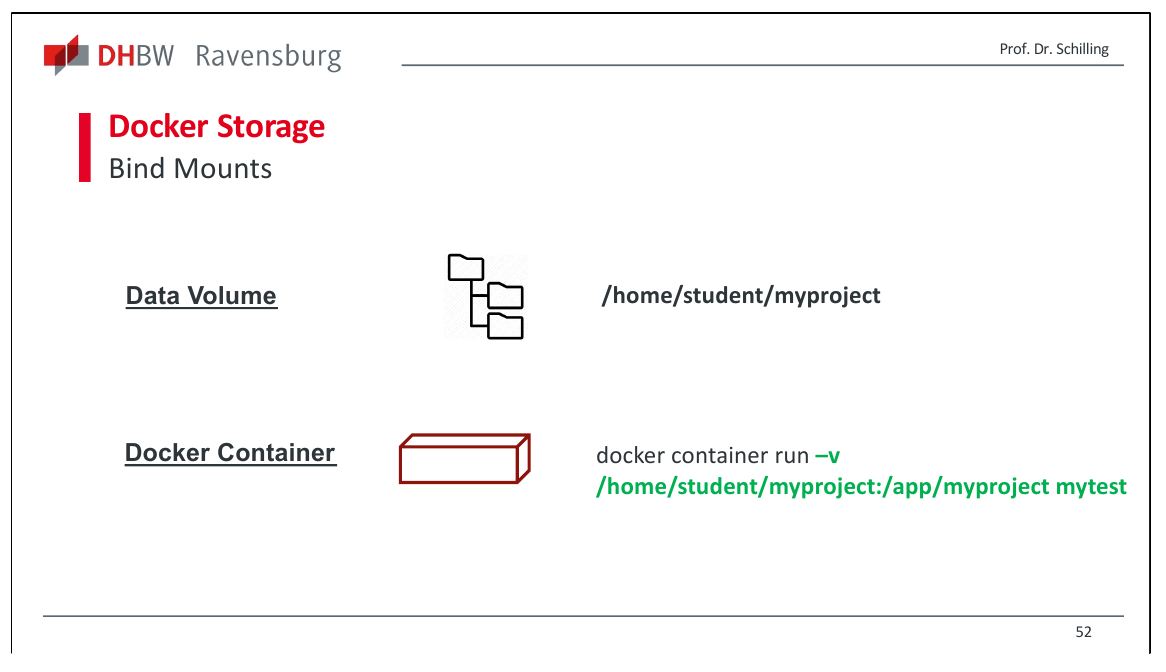 DHBW Ravensburg
Prof. Dr. Schilling
Docker Storage
Bind Mounts
Data Volume
/home/student/myproject
Docker Container
docker container run –v
/home/student/myproject:/app/myproject mytest
52